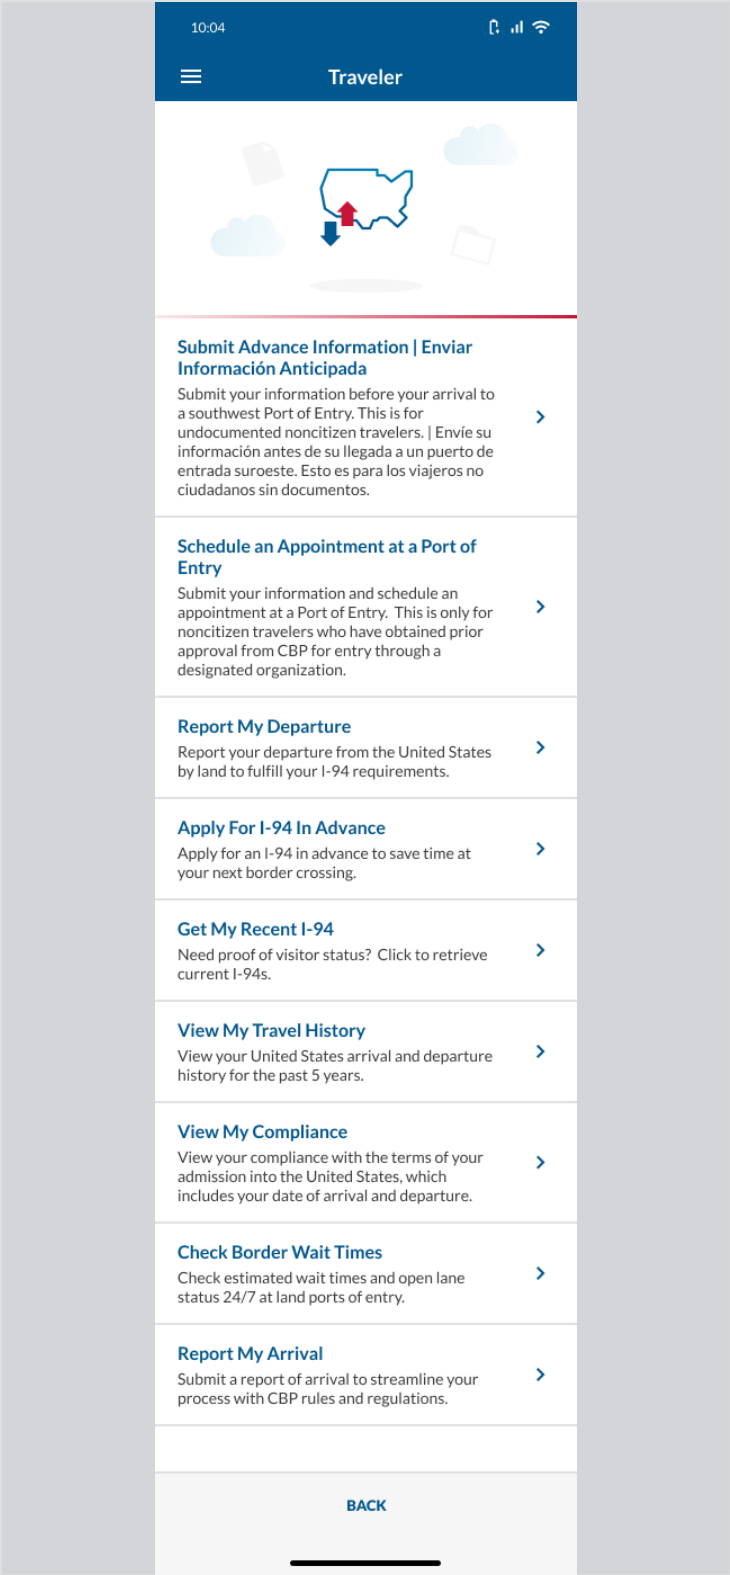 10:04
Traveler
Submit Advance Information | Enviar
Información Anticipada
Submit your information before your arrival to
a southwest Port of Entry. This is for
undocumented noncitizen travelers. | Envíe su
información antes de su llegada a un puerto de
entrada suroeste. Esto es para los viajeros no
ciudadanos sin documentos.
Schedule an Appointment at a Port of
Entry
Submit your information and schedule an
appointment at a Port of Entry.  This is only for
noncitizen travelers who have obtained prior
approval from CBP for entry through a
designated organization.
Report My Departure
Report your departure from the United States
by land to fulfill your I-94 requirements.
Apply For I-94 In Advance
Apply for an I-94 in advance to save time at
your next border crossing.
Get My Recent I-94
Need proof of visitor status?  Click to retrieve
current I-94s.
View My Travel History
View your United States arrival and departure
history for the past 5 years.
View My Compliance
View your compliance with the terms of your
admission into the United States, which
includes your date of arrival and departure.
Check Border Wait Times
Check estimated wait times and open lane
status 24/7 at land ports of entry.
Report My Arrival
Submit a report of arrival to streamline your
process with CBP rules and regulations.
BACK